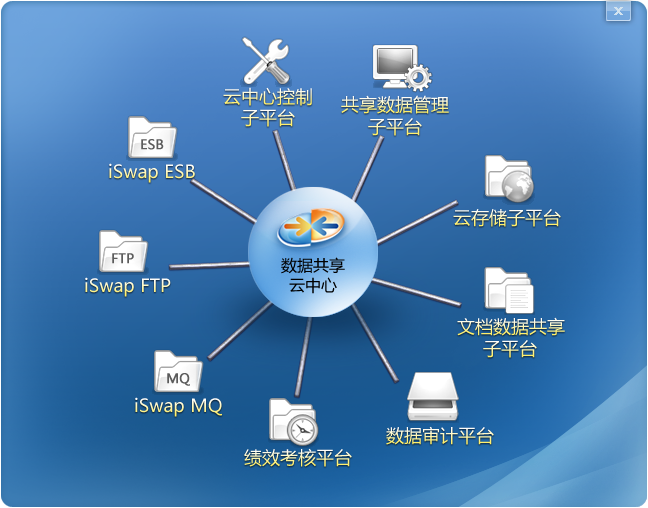 云中心控制
子平台
共享数据管理
子平台
ESB
iSwap ESB
云存储子平台
FTP
iSwap FTP
数据共享
云中心
文档数据共享
子平台
MQ
iSwap MQ
数据审计平台
绩效考核平台